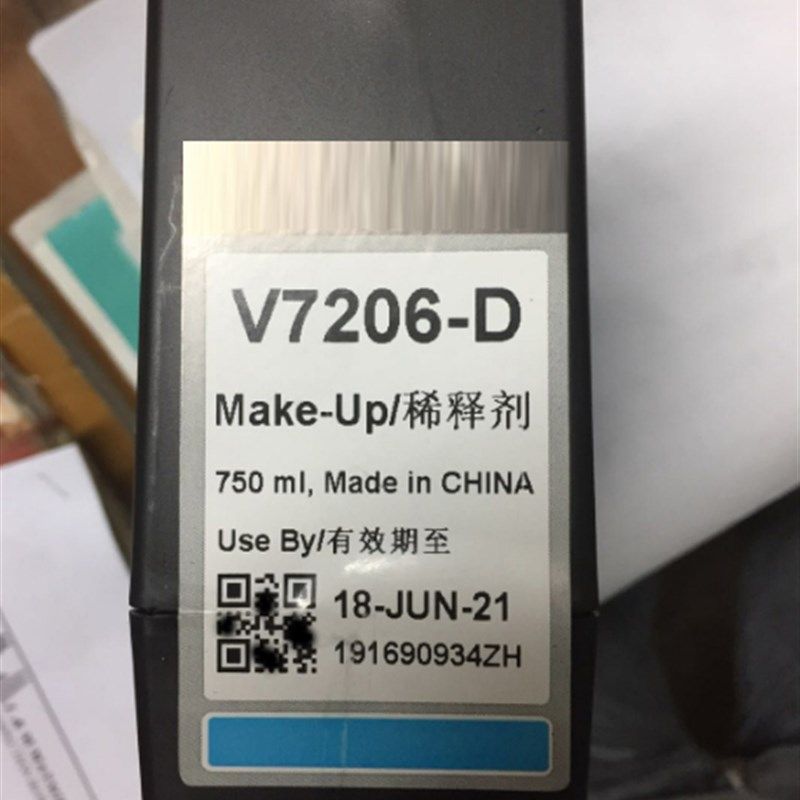 V7206-D
Make-Up/稀释剂
750 ml, Made in CHINA
Use By/有效期至
18-JUN-21
191690934ZH